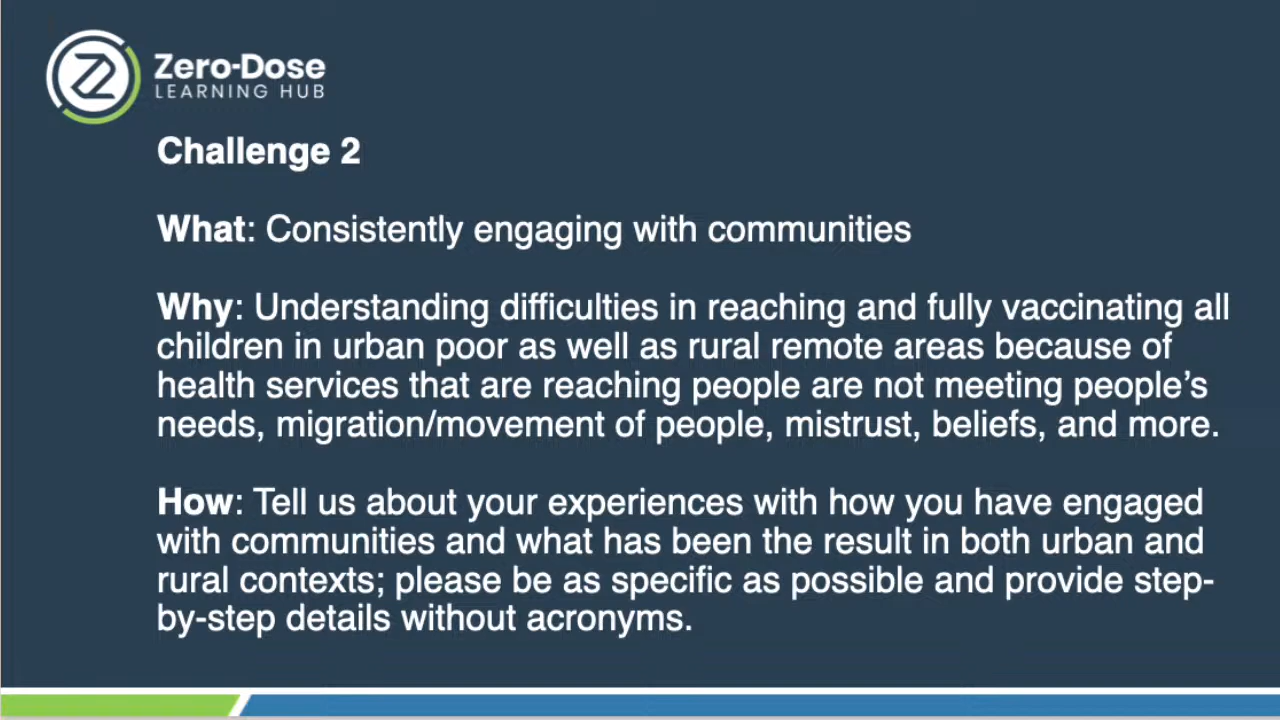 Zero-Dose
LEARNING HUB
Challenge 2
What: Consistently engaging with communities
Why: Understanding difficulties in reaching and fully vaccinating all
children in urban poor as well as rural remote areas because of
health services that are reaching people are not meeting people’s
needs, migration/movement of people, mistrust, beliefs, and more.
How: Tell us about your experiences with how you have engaged
with communities and what has been the result in both urban and
rural contexts; please be as specific as possible and provide step-
by-step details without acronyms.